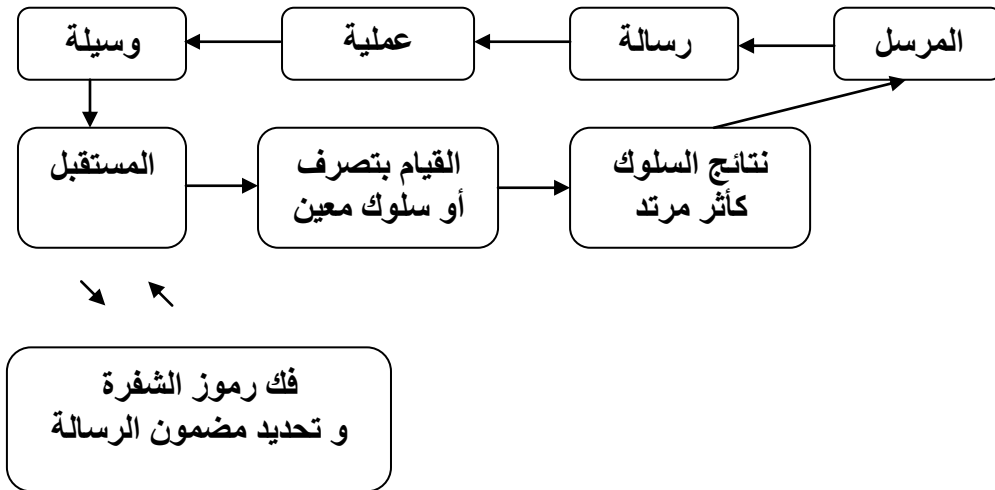 المرسل
رسالة
عملية
وسيلة
المستقبل
القيام بتصرف
أو سلوك معين
نتائج السلوك
كأثر مرتد
فك رموز الشفرة
و تحديد مضمون الرسالة